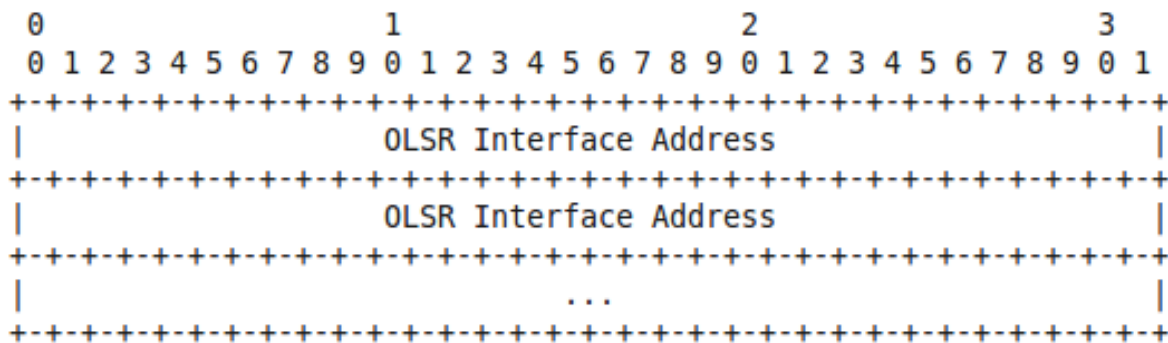 0                   1                   2                   3
 0 1 2 3 4 5 6 7 8 9 0 1 2 3 4 5 6 7 8 9 0 1 2 3 4 5 6 7 8 9 0 1
+-+-+-+-+-+-+-+-+-+-+-+-+-+-+-+-+-+-+-+-+-+-+-+-+-+-+-+-+-+-+-+-+
|                    OLSR Interface Address                     |
+-+-+-+-+-+-+-+-+-+-+-+-+-+-+-+-+-+-+-+-+-+-+-+-+-+-+-+-+-+-+-+-+
|                    OLSR Interface Address                     |
+-+-+-+-+-+-+-+-+-+-+-+-+-+-+-+-+-+-+-+-+-+-+-+-+-+-+-+-+-+-+-+-+
|                              ...                              |
+-+-+-+-+-+-+-+-+-+-+-+-+-+-+-+-+-+-+-+-+-+-+-+-+-+-+-+-+-+-+-+-+